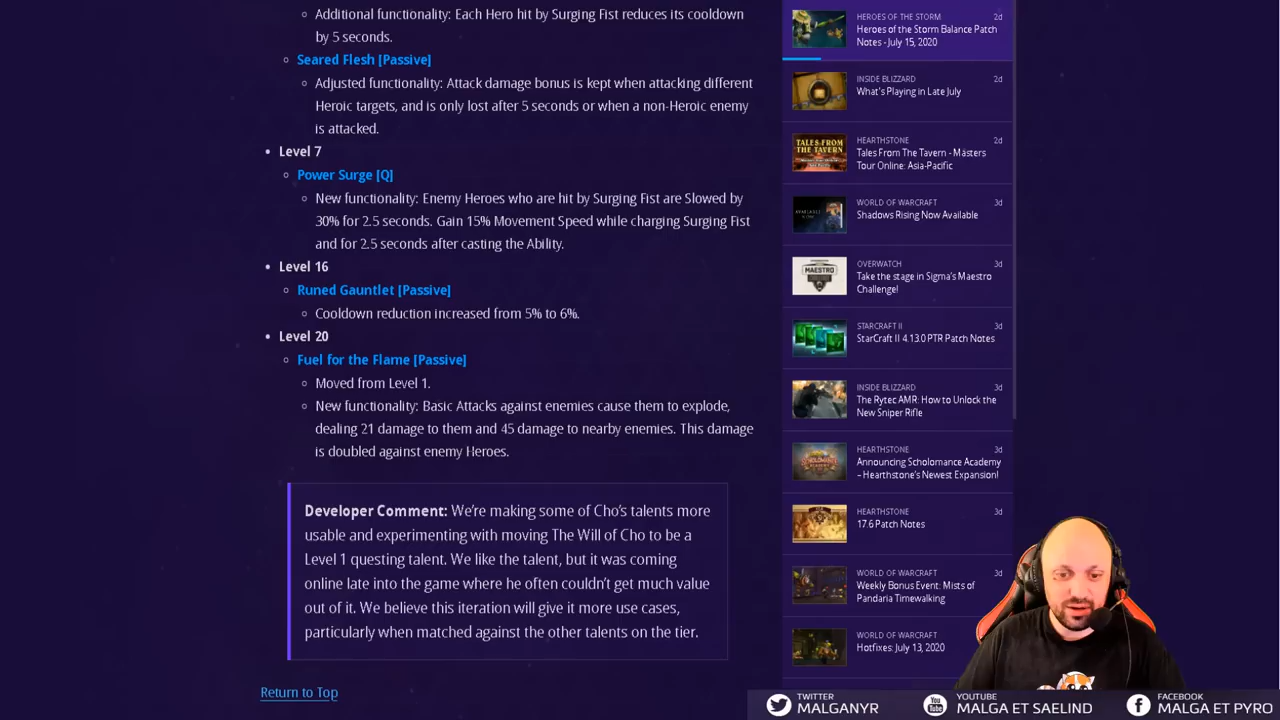 Additional functionality: Each Hero hit by Surging Fist reduces its cooldown
by 5 seconds.
Seared Flesh [Passive]
Adjusted functionality: Attack damage bonus is kept when attacking different
Heroic targets, and is only lost after 5 seconds or when a non-Heroic enemy
is attacked.
Level 7
Power Surge [Q]
New functionality: Enemy Heroes who are hit by Surging Fist are Slowed by
30% for 2.5 seconds. Gain 15% Movement Speed while charging Surging Fist
and for 2.5 seconds after casting the Ability.
Level 16
Runed Gauntlet [Passive]
Cooldown reduction increased from 5% to 6%.
Level 20
Fuel for the Flame [Passive]
Moved from Level 1.
New functionality: Basic Attacks against enemies cause them to explode,
dealing 21 damage to them and 45 damage to nearby enemies. This damage
is doubled against enemy Heroes.
Developer Comment: We're making some of Cho's talents more
usable and experimenting with moving The Will of Cho to be a
Level 1 questing talent. We like the talent, but it was coming
online late into the game where he often couldn't get much value
out of it. We believe this iteration will give it more use cases,
particularly when matched against the other talents on the tier.
Return to Top
HEROES OF THE STORM 2d
Heroes of the Storm Balance Patch
Notes - July 15, 2020
INSIDE BLIZZARD 2d
What's Playing in Late July
HEARTHSTONE 2d
Tales From The Tavern - Masters
Tour Online: Asia-Pacific
TALES FROM
THE TAVERN
WORLD OF WARCRAFT 3d
Shadows Rising Now Available
OVERWATCH 3d
Take the stage in Sigma's Maestro
Challenge!
MAESTRO
STARCRAFT II 3d
StarCraft II 4.13.0 PTR Patch Notes
INSIDE BLIZZARD 3d
The Rytec AMR: How to Unlock the
New Sniper Rifle
HEARTHSTONE 3d
Announcing Scholomance Academy
– Hearthstone's Newest Expansion!
HEARTHSTONE 3d
17.6 Patch Notes
WORLD OF WARCRAFT 3d
Weekly Bonus Event: Mists of
Pandaria Timewalking
WORLD OF WARCRAFT
Hotfixes: July 13, 2020
TWITTER
MALGANYR
YOUTUBE
MALGA ET SAELIND
FACEBOOK
MALGA ET PYRO